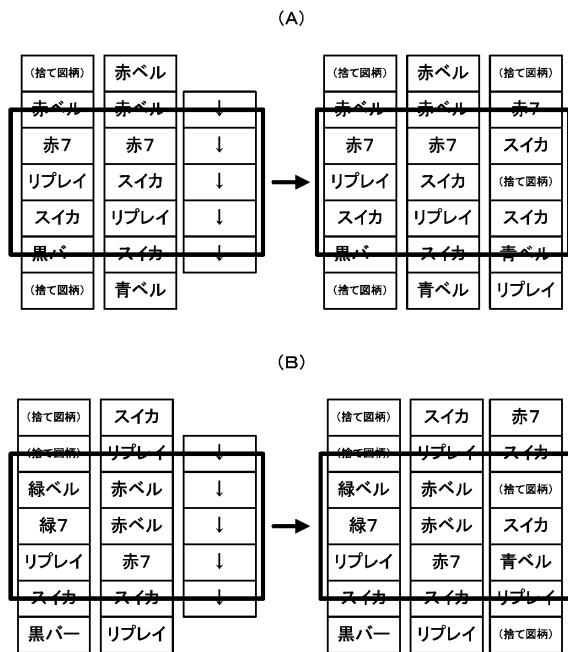 (A)
(捨て図柄) 赤ベル 赤ベル (捨て図柄)
赤ベル 赤ベル ↓ 赤ベル 赤ベル 赤7
赤7 赤7 ↓ 赤7 赤7 スイカ
リプレイ スイカ ↓ リプレイ スイカ (捨て図柄)
スイカ リプレイ ↓ スイカ リプレイ スイカ
黒バー スイカ ↓ 黒バー スイカ 青ベル
(捨て図柄) 青ベル (捨て図柄) 青ベル リプレイ
(B)
(捨て図柄) スイカ (捨て図柄) スイカ 赤7
(捨て図柄) リプレイ ↓ (捨て図柄) リプレイ スイカ
緑ベル 赤ベル ↓ 緑ベル 赤ベル (捨て図柄)
緑7 赤ベル ↓ 緑7 赤ベル スイカ
リプレイ 赤7 ↓ リプレイ 赤7 青ベル
スイカ スイカ ↓ スイカ スイカ リプレイ
黒バー リプレイ 黒バー リプレイ (捨て図柄)